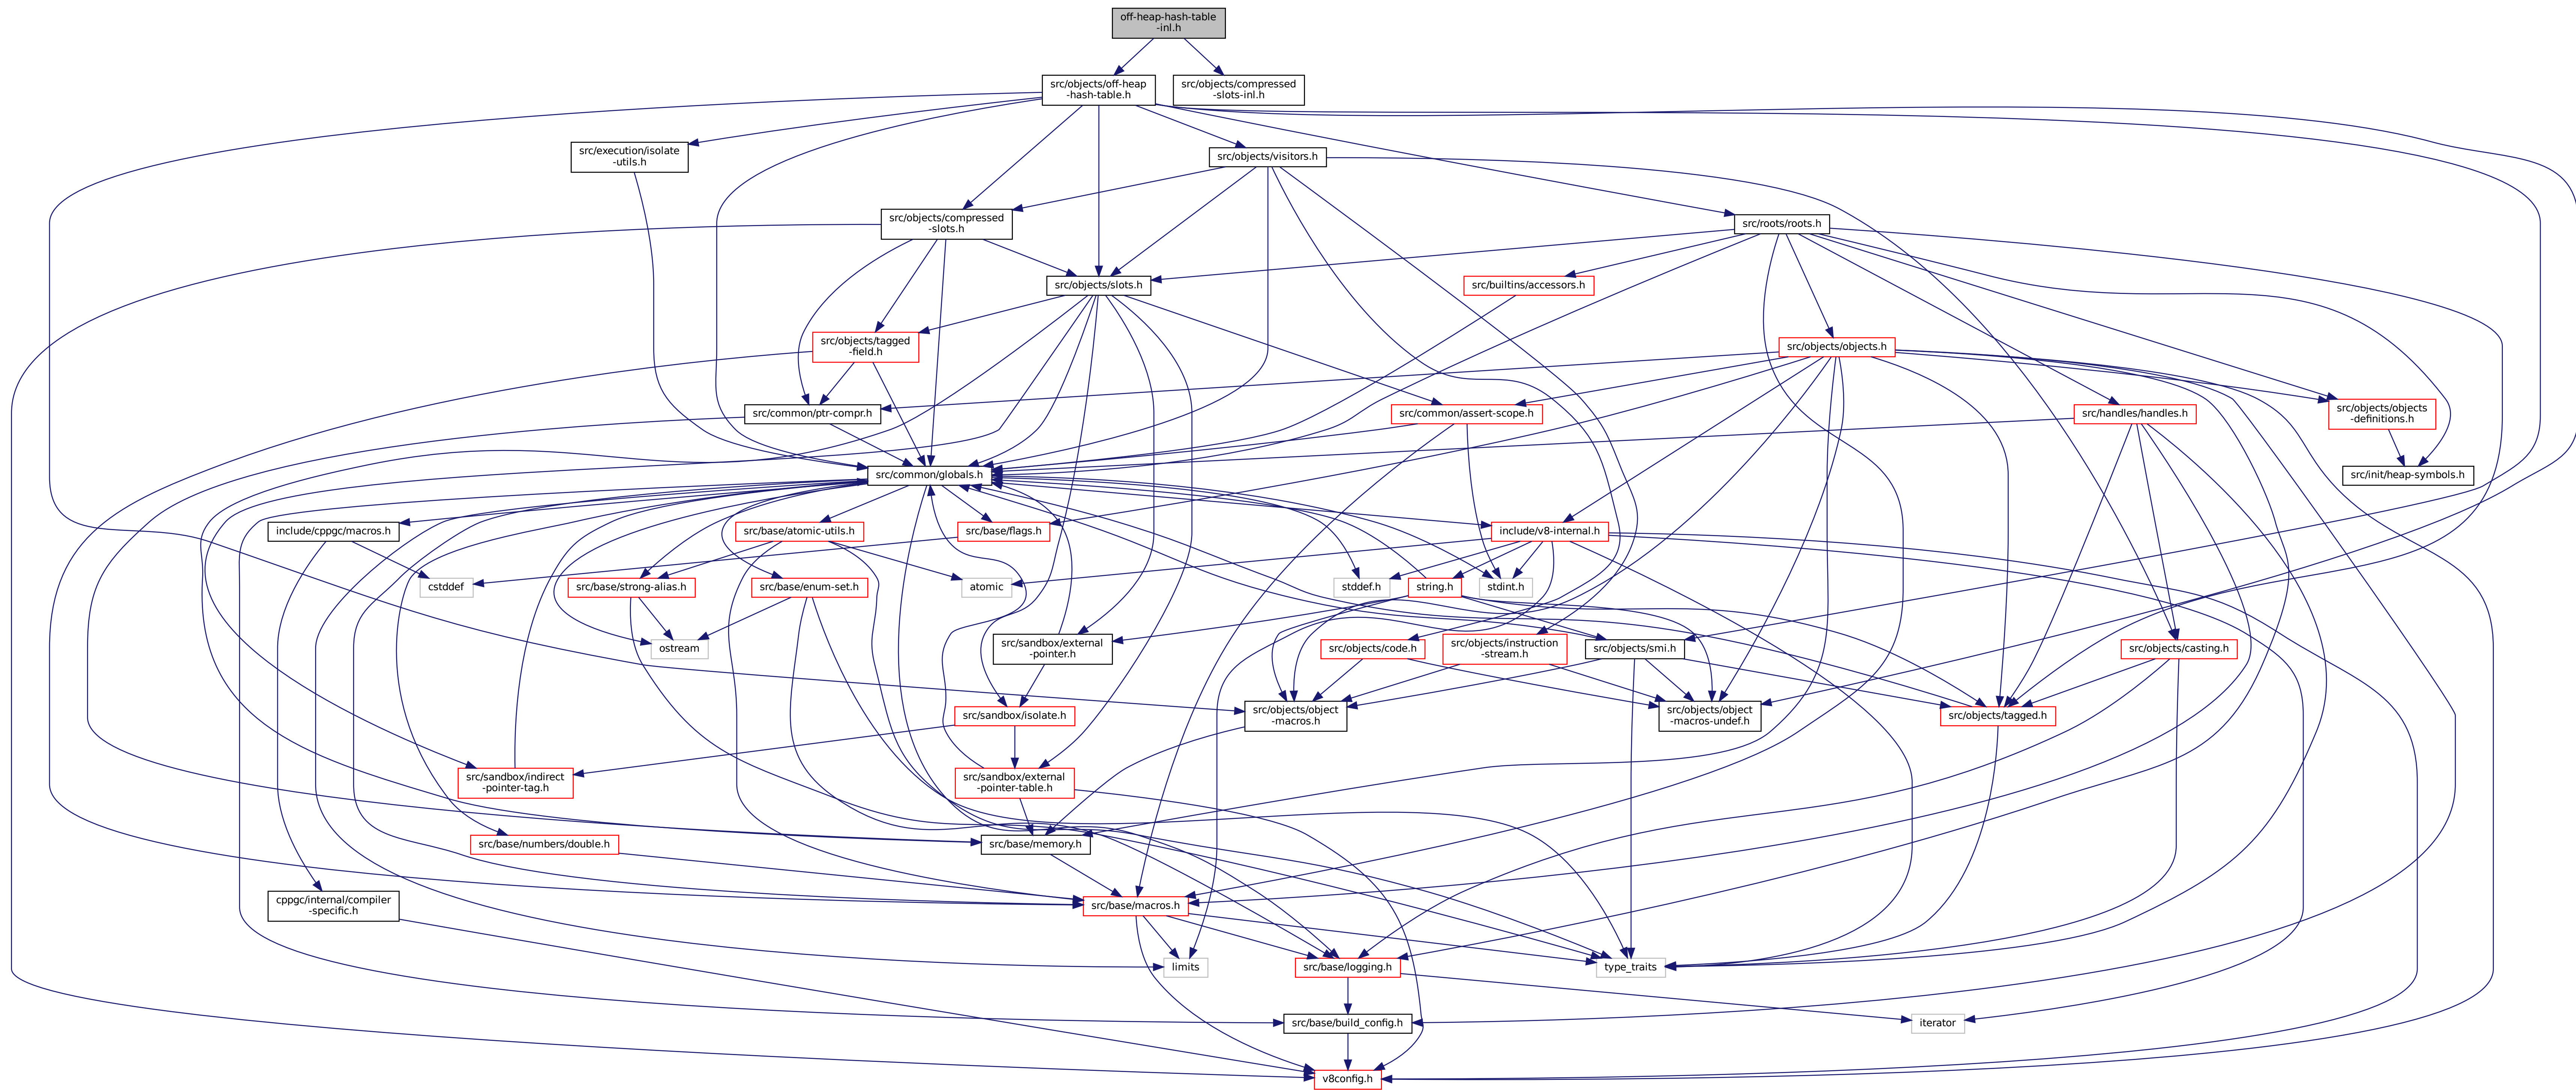 off-heap-hash-table
-inl.h
src/objects/off-heap
-hash-table.h
src/objects/compressed
-slots-inl.h
src/execution/isolate
-utils.h
src/objects/visitors.h
src/objects/compressed
-slots.h
src/roots/roots.h
src/objects/slots.h
src/builtins/accessors.h
src/objects/tagged
-field.h
src/objects/objects.h
src/common/ptr-compr.h
src/common/assert-scope.h
src/handles/handles.h
src/objects/objects
-definitions.h
src/common/globals.h
src/init/heap-symbols.h
include/cppgc/macros.h
src/base/atomic-utils.h
src/base/flags.h
include/v8-internal.h
cstddef
src/base/strong-alias.h
src/base/enum-set.h
atomic
stddef.h
string.h
stdint.h
ostream
src/sandbox/external
-pointer.h
src/objects/code.h
src/objects/instruction
-stream.h
src/objects/smi.h
src/objects/casting.h
src/sandbox/isolate.h
src/objects/object
-macros.h
src/objects/object
-macros-undef.h
src/objects/tagged.h
src/sandbox/indirect
-pointer-tag.h
src/sandbox/external
-pointer-table.h
src/base/numbers/double.h
src/base/memory.h
cppgc/internal/compiler
-specific.h
src/base/macros.h
limits
src/base/logging.h
type_traits
src/base/build_config.h
iterator
v8config.h